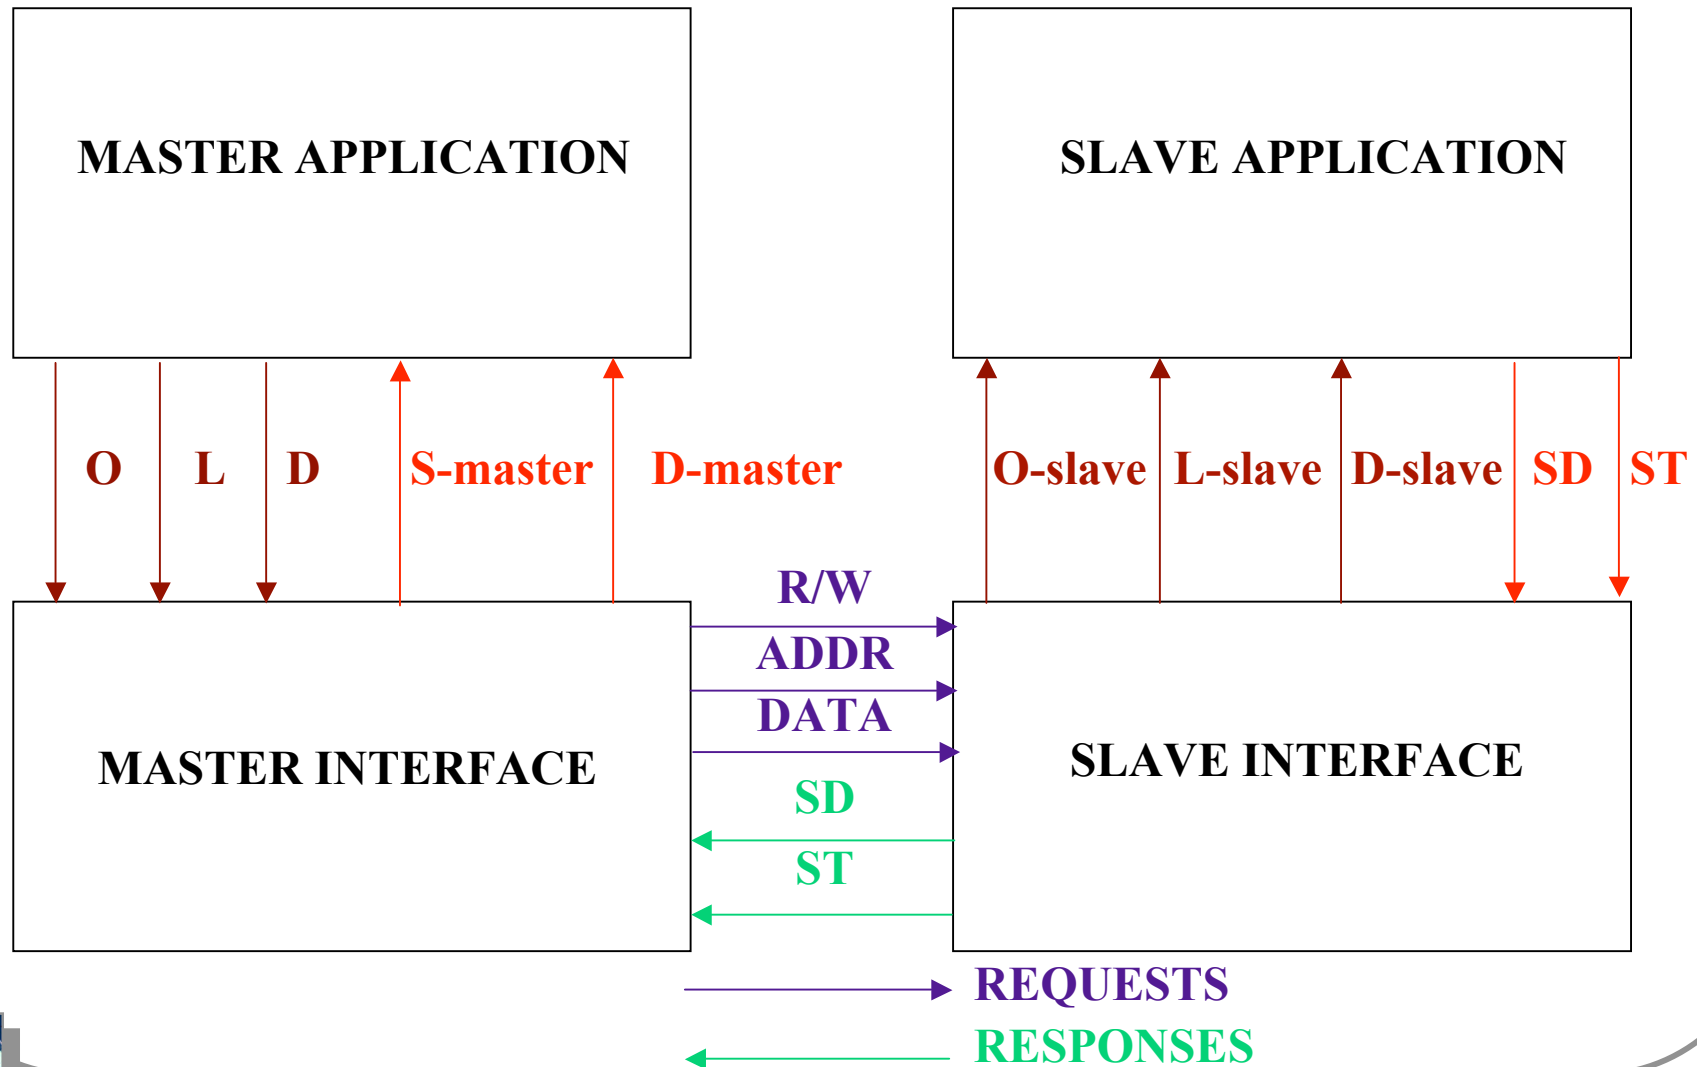 MASTER APPLICATION
SLAVE APPLICATION
O L D S-master D-master O-slave L-slave D-slave SD ST
R/W
ADDR
DATA
MASTER INTERFACE
SLAVE INTERFACE
SD
ST
REQUESTS
RESPONSES